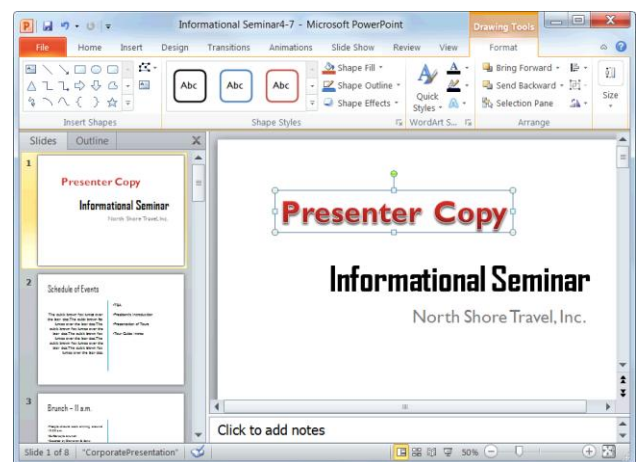 Informational Seminar4-7 - Microsoft PowerPoint
Drawing Tools
File Home Insert Design Transitions Animations Slide Show Review View Format
Abc Abc Abc
Shape Fill
Shape Outline
Shape Effects
Quick
Styles
Bring Forward
Send Backward
Selection Pane
Size
Insert Shapes Shape Styles WordArt S... Arrange
Slides Outline
1
Presenter Copy
Informational Seminar
North Shore Travel, Inc.
2
Schedule of Events
3
Brunch – 11 a.m.
Presenter Copy
Informational Seminar
North Shore Travel, Inc.
Click to add notes
Slide 1 of 8 "CorporatePresentation" 50%